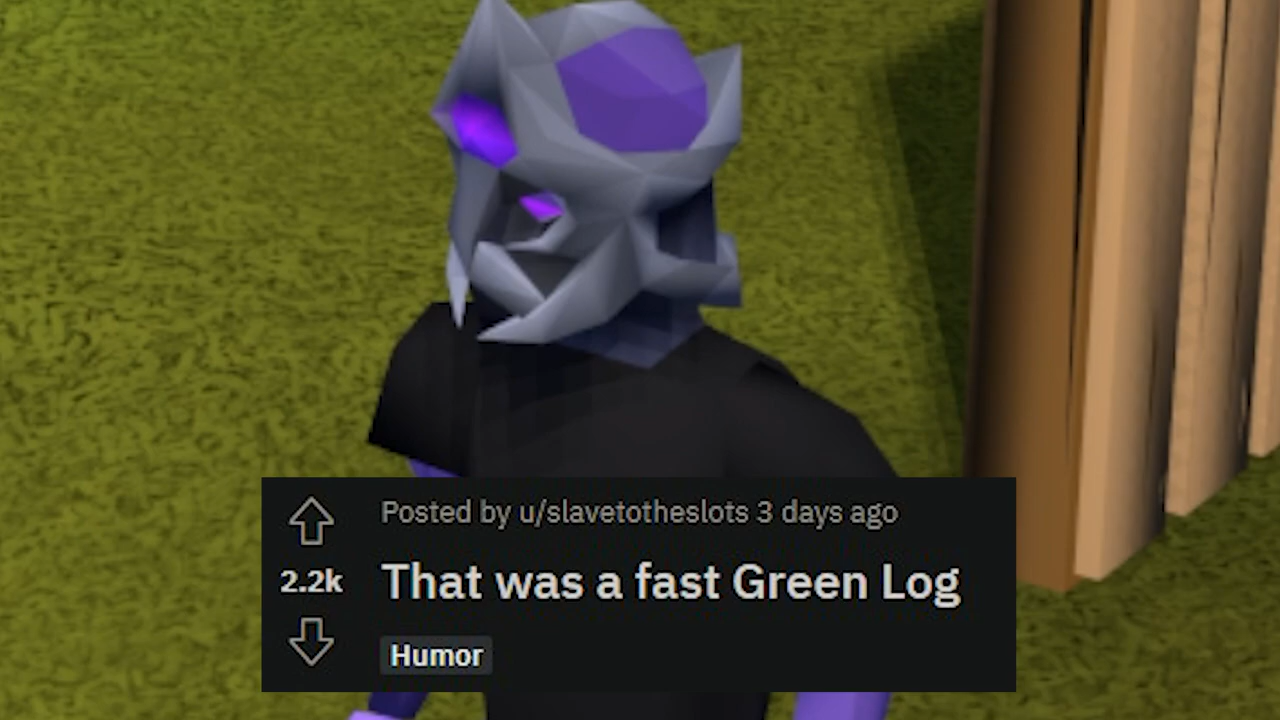 Posted by u/slavetotheslots 3 days ago
2.2k
That was a fast Green Log
Humor